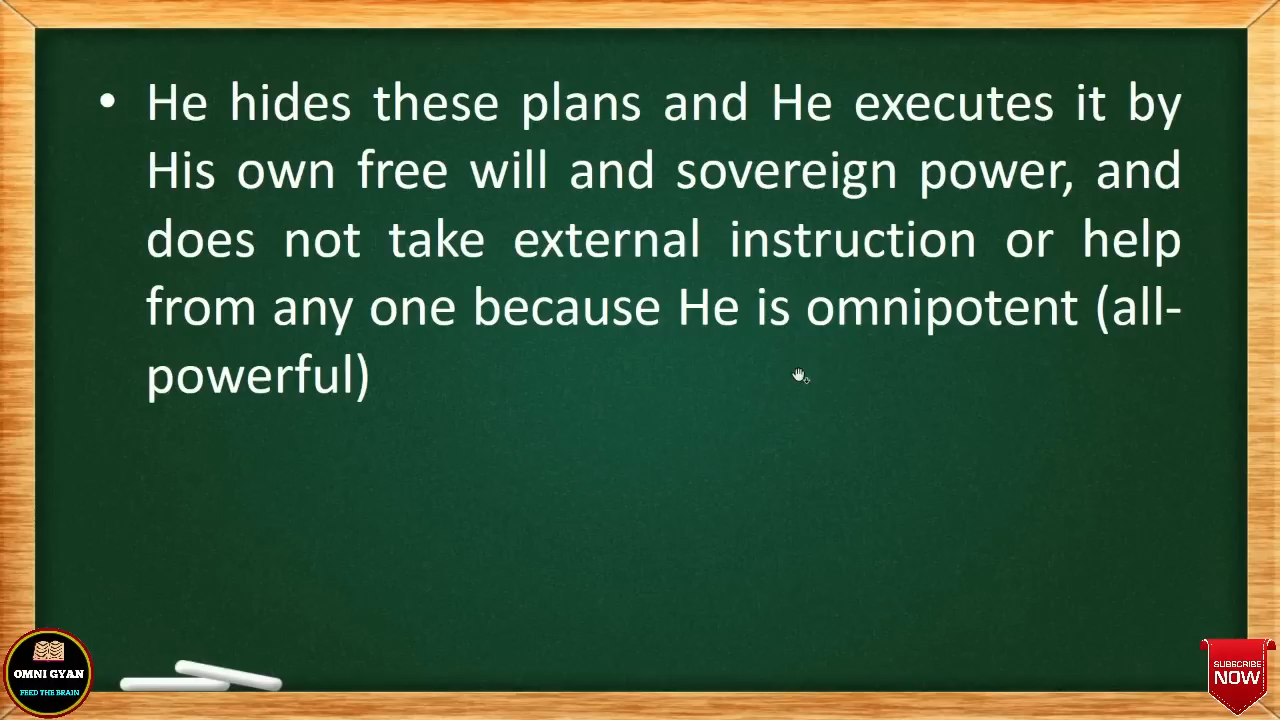 • He hides these plans and He executes it by
His own free will and sovereign power, and
does not take external instruction or help
from any one because He is omnipotent (all-
powerful)
OMNI GYAN
FEED THE BRAIN
SUBSCRIBE
NOW